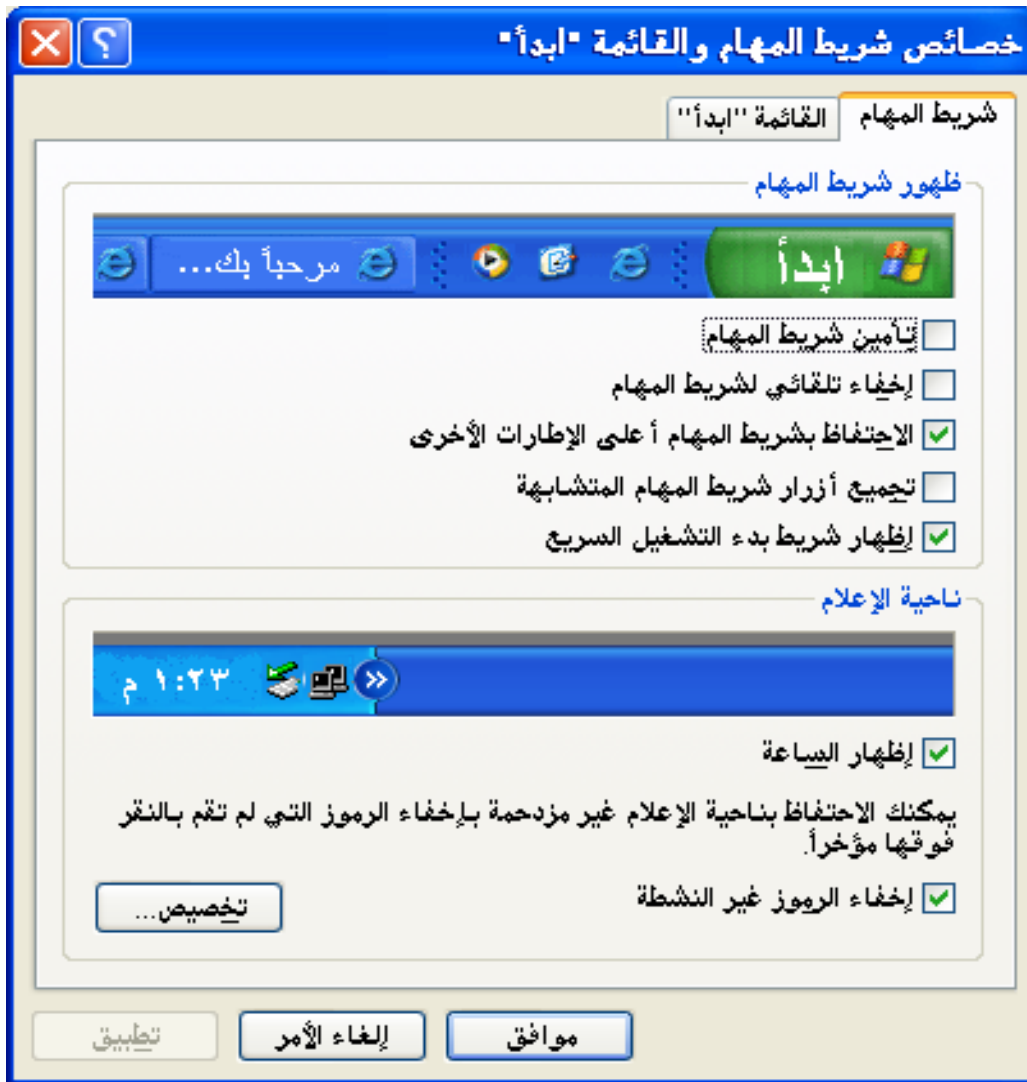 خصائص شريط المهام والقائمة "ابدأ"
شريط المهام
القائمة "ابدأ"
ظهور شريط المهام
ابدأ
مرحباً بك...
تأمين شريط المهام
إخفاء تلقائي لشريط المهام
الاحتفاظ بشريط المهام أعلى الإطارات الأخرى
تجميع أزرار شريط المهام المتشابهة
إظهار شريط بدء التشغيل السريع
ناحية الإعلام
١:٢٣ م
إظهار الساعة
يمكنك الاحتفاظ بناحية الإعلام غير مزدحمة بإخفاء الرموز التي لم تقم بالنقر
فوقها مؤخراً.
إخفاء الرموز غير النشطة
تخصيص...
موافق
إلغاء الأمر
تطبيق